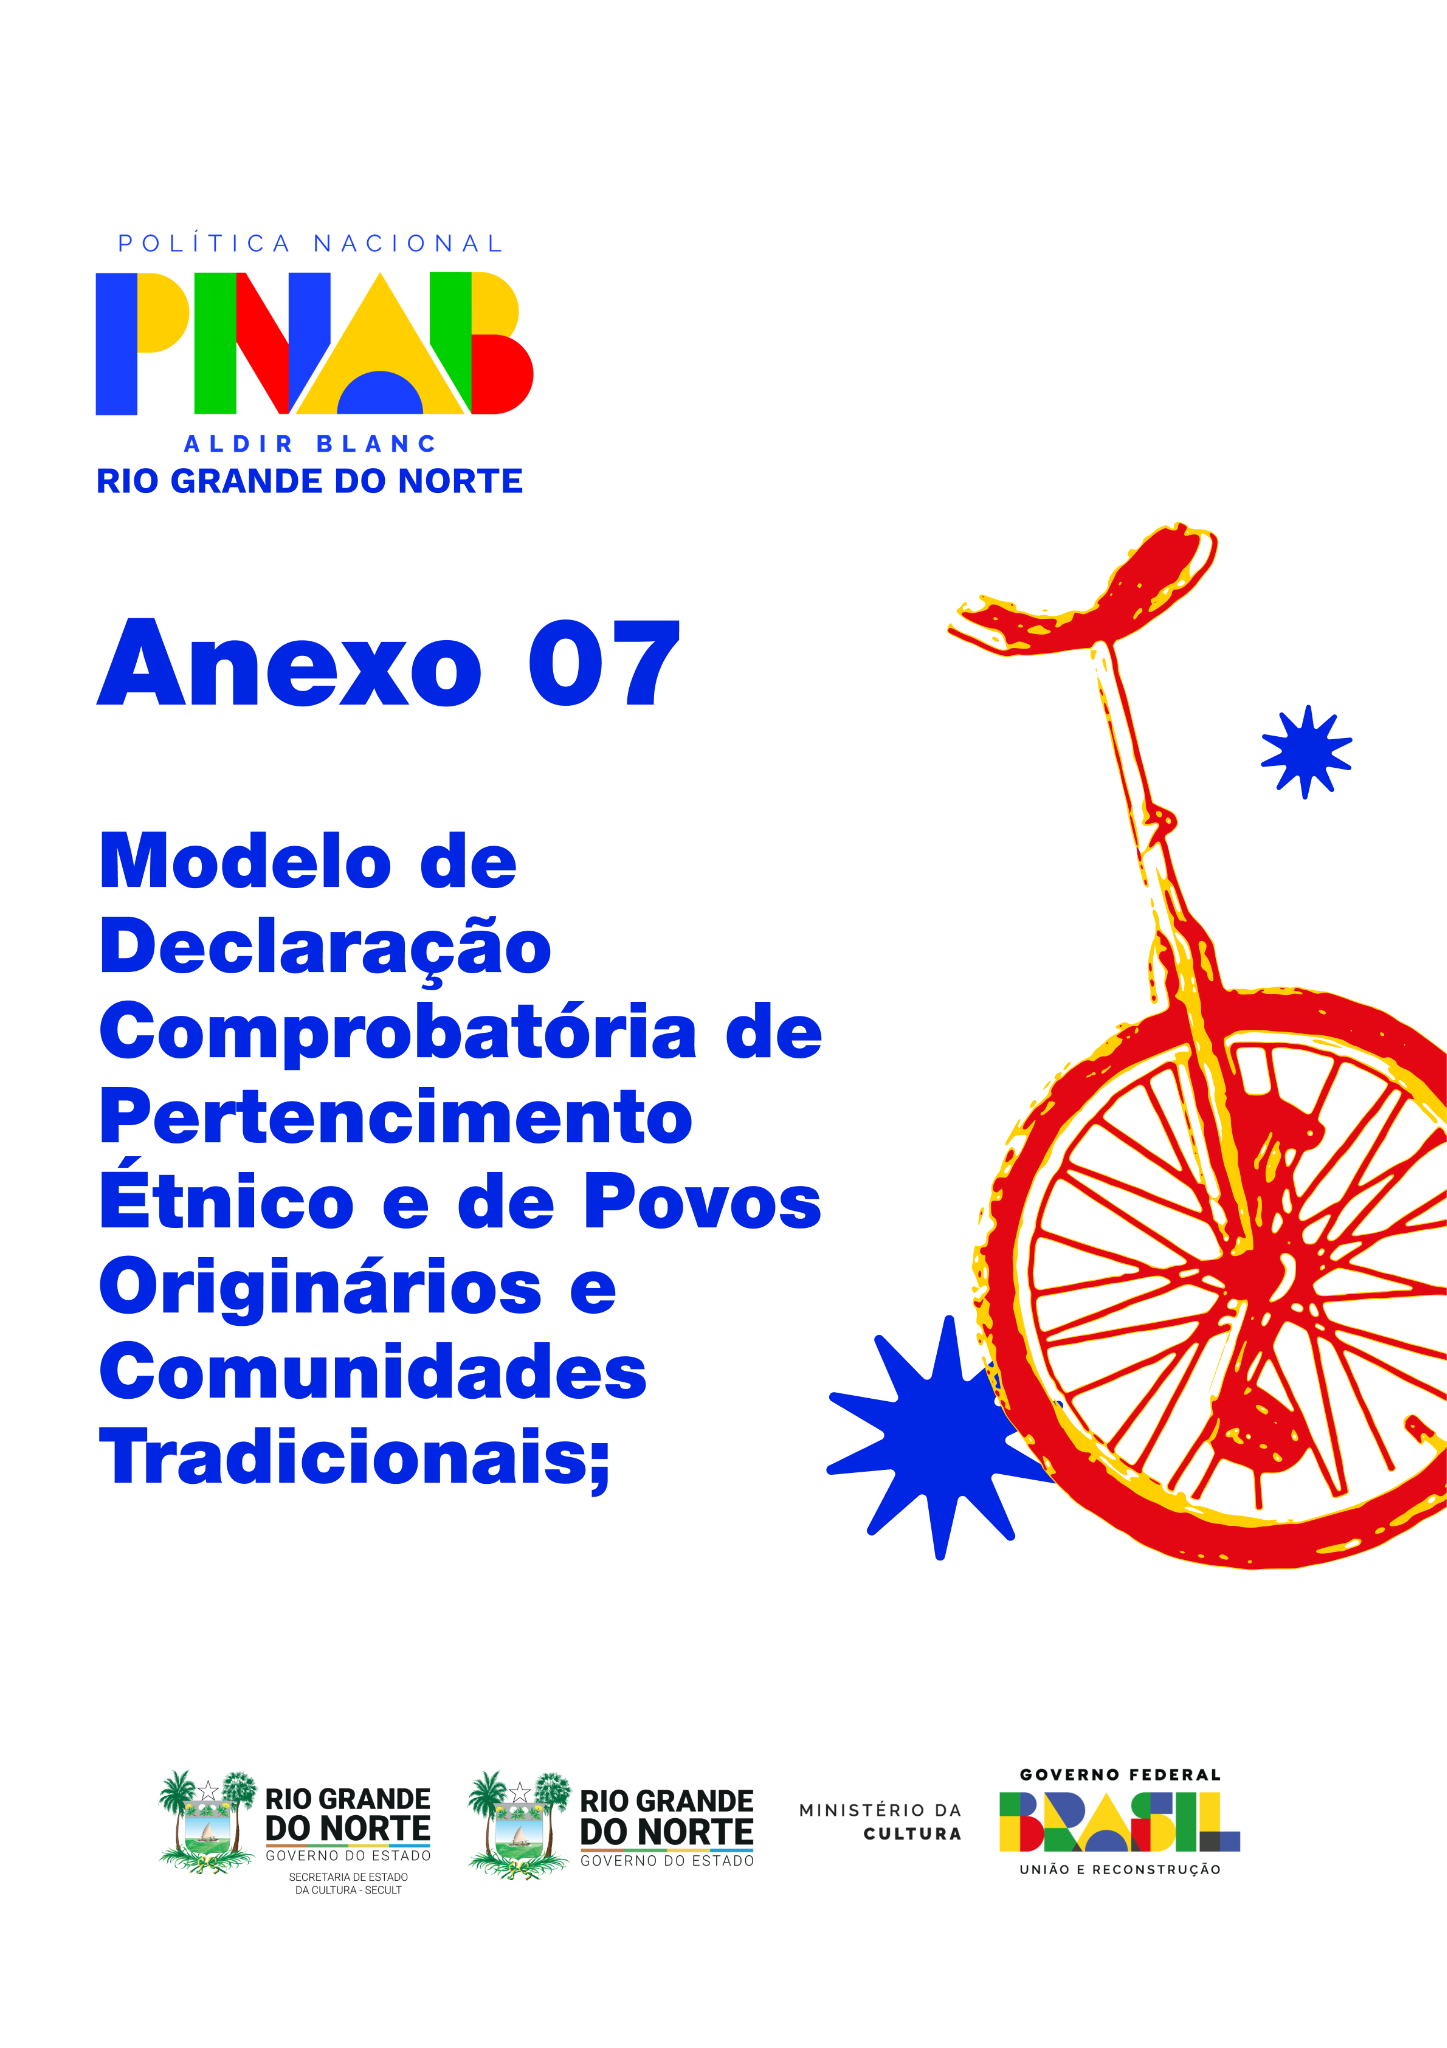 POLÍTICA NACIONAL
PNAB
ALDIR BLANC
RIO GRANDE DO NORTE
Anexo 07
Modelo de
Declaração
Comprobatória de
Pertencimento
Étnico e de Povos
Originários e
Comunidades
Tradicionais;
RIO GRANDE
DO NORTE
GOVERNO DO ESTADO
SECRETARIA DE ESTADO
DA CULTURA - SECULT
RIO GRANDE
DO NORTE
GOVERNO DO ESTADO
MINISTÉRIO DA
CULTURA
GOVERNO FEDERAL
BRASIL
UNIÃO E RECONSTRUÇÃO